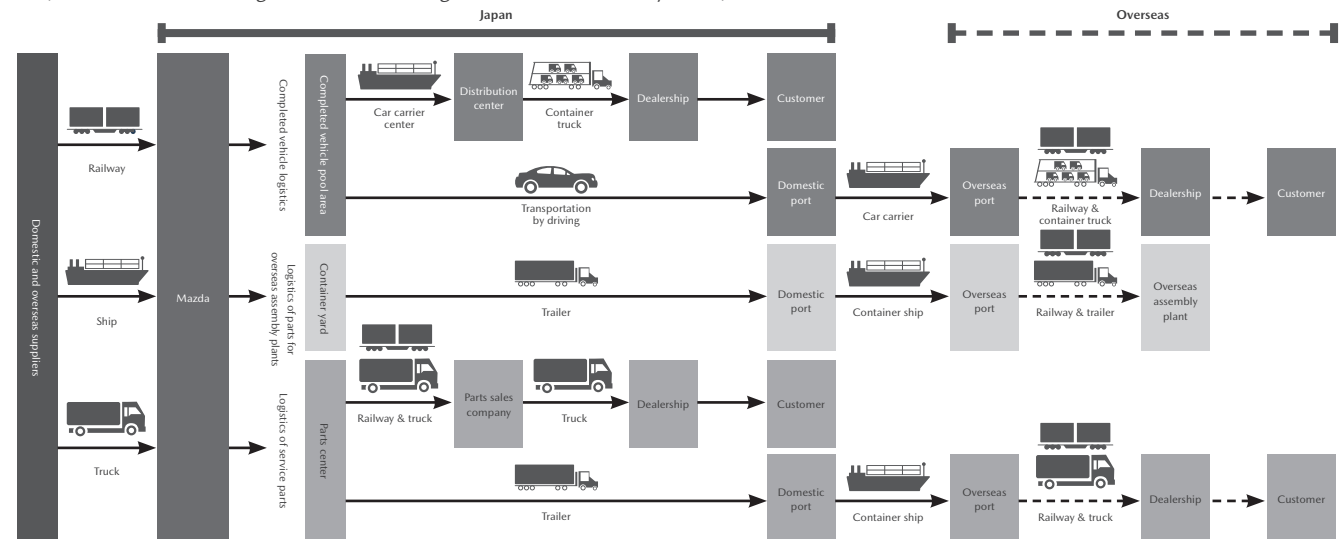 Japan
Overseas
Domestic and overseas suppliers
Railway
Ship
Truck
Mazda
Completed vehicle logistics
Completed vehicle pool area
Car carrier
center
Distribution
center
Container
truck
Dealership
Customer
Transportation
by driving
Domestic
port
Car carrier
Overseas
port
Railway &
container truck
Dealership
Customer
Logistics of parts for
overseas assembly plants
Container yard
Trailer
Domestic
port
Container ship
Overseas
port
Railway & trailer
Overseas
assembly
plant
Logistics of service parts
Parts center
Railway & truck
Parts sales
company
Truck
Dealership
Customer
Trailer
Domestic
port
Container ship
Overseas
port
Railway & truck
Dealership
Customer